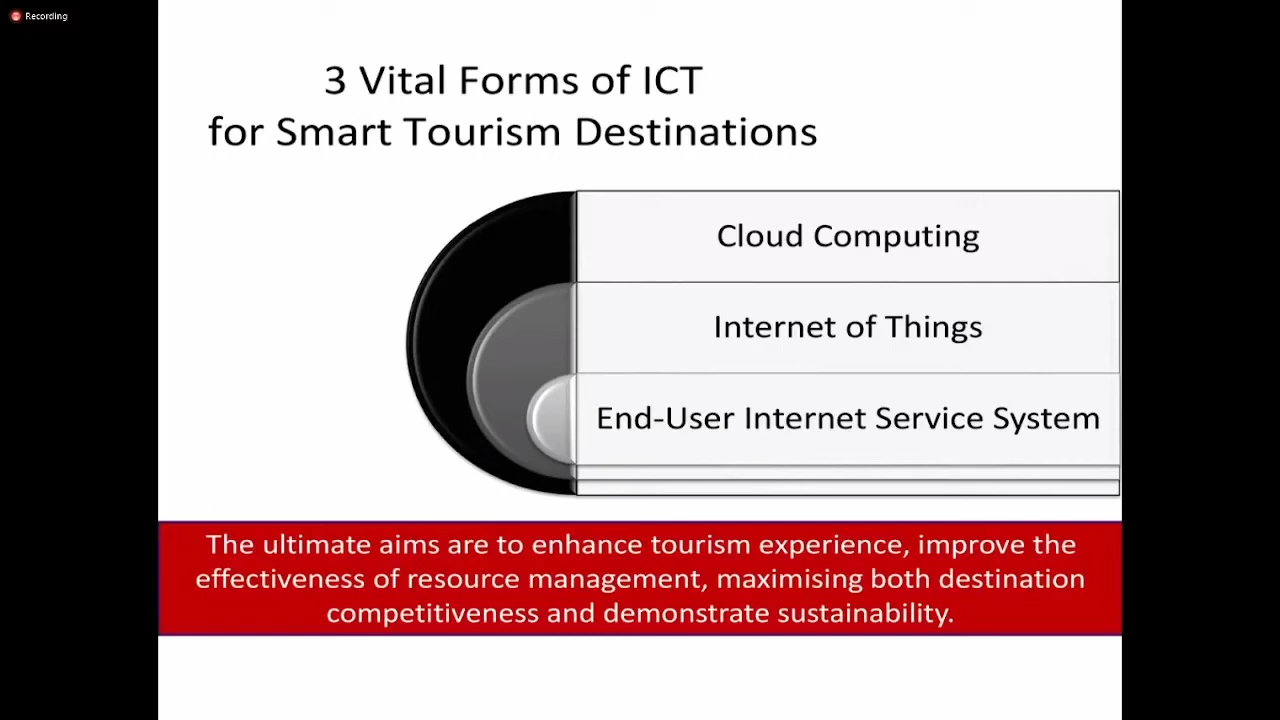 Recording
3 Vital Forms of ICT
for Smart Tourism Destinations
Cloud Computing
Internet of Things
End-User Internet Service System
The ultimate aims are to enhance tourism experience, improve the
effectiveness of resource management, maximising both destination
competitiveness and demonstrate sustainability.